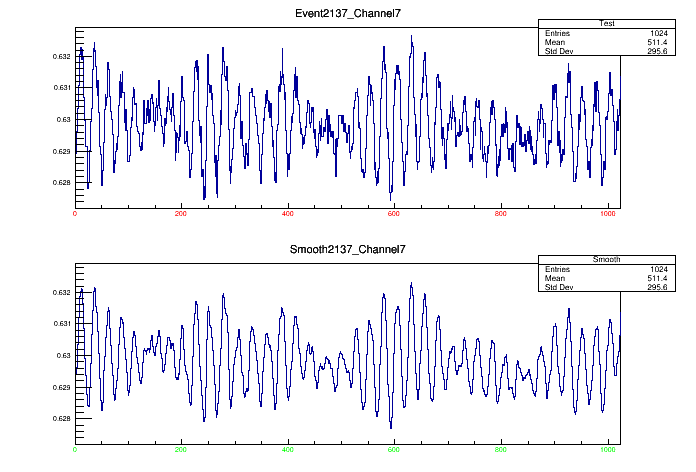 Event2137_Channel7
Test
Entries 1024
Mean 511.4
Std Dev 295.6
0.632
0.631
0.63
0.629
0.628
0 200 400 600 800 1000
Smooth2137_Channel7
Smooth
Entries 1024
Mean 511.4
Std Dev 295.6
0.632
0.631
0.63
0.629
0.628
0 200 400 600 800 1000